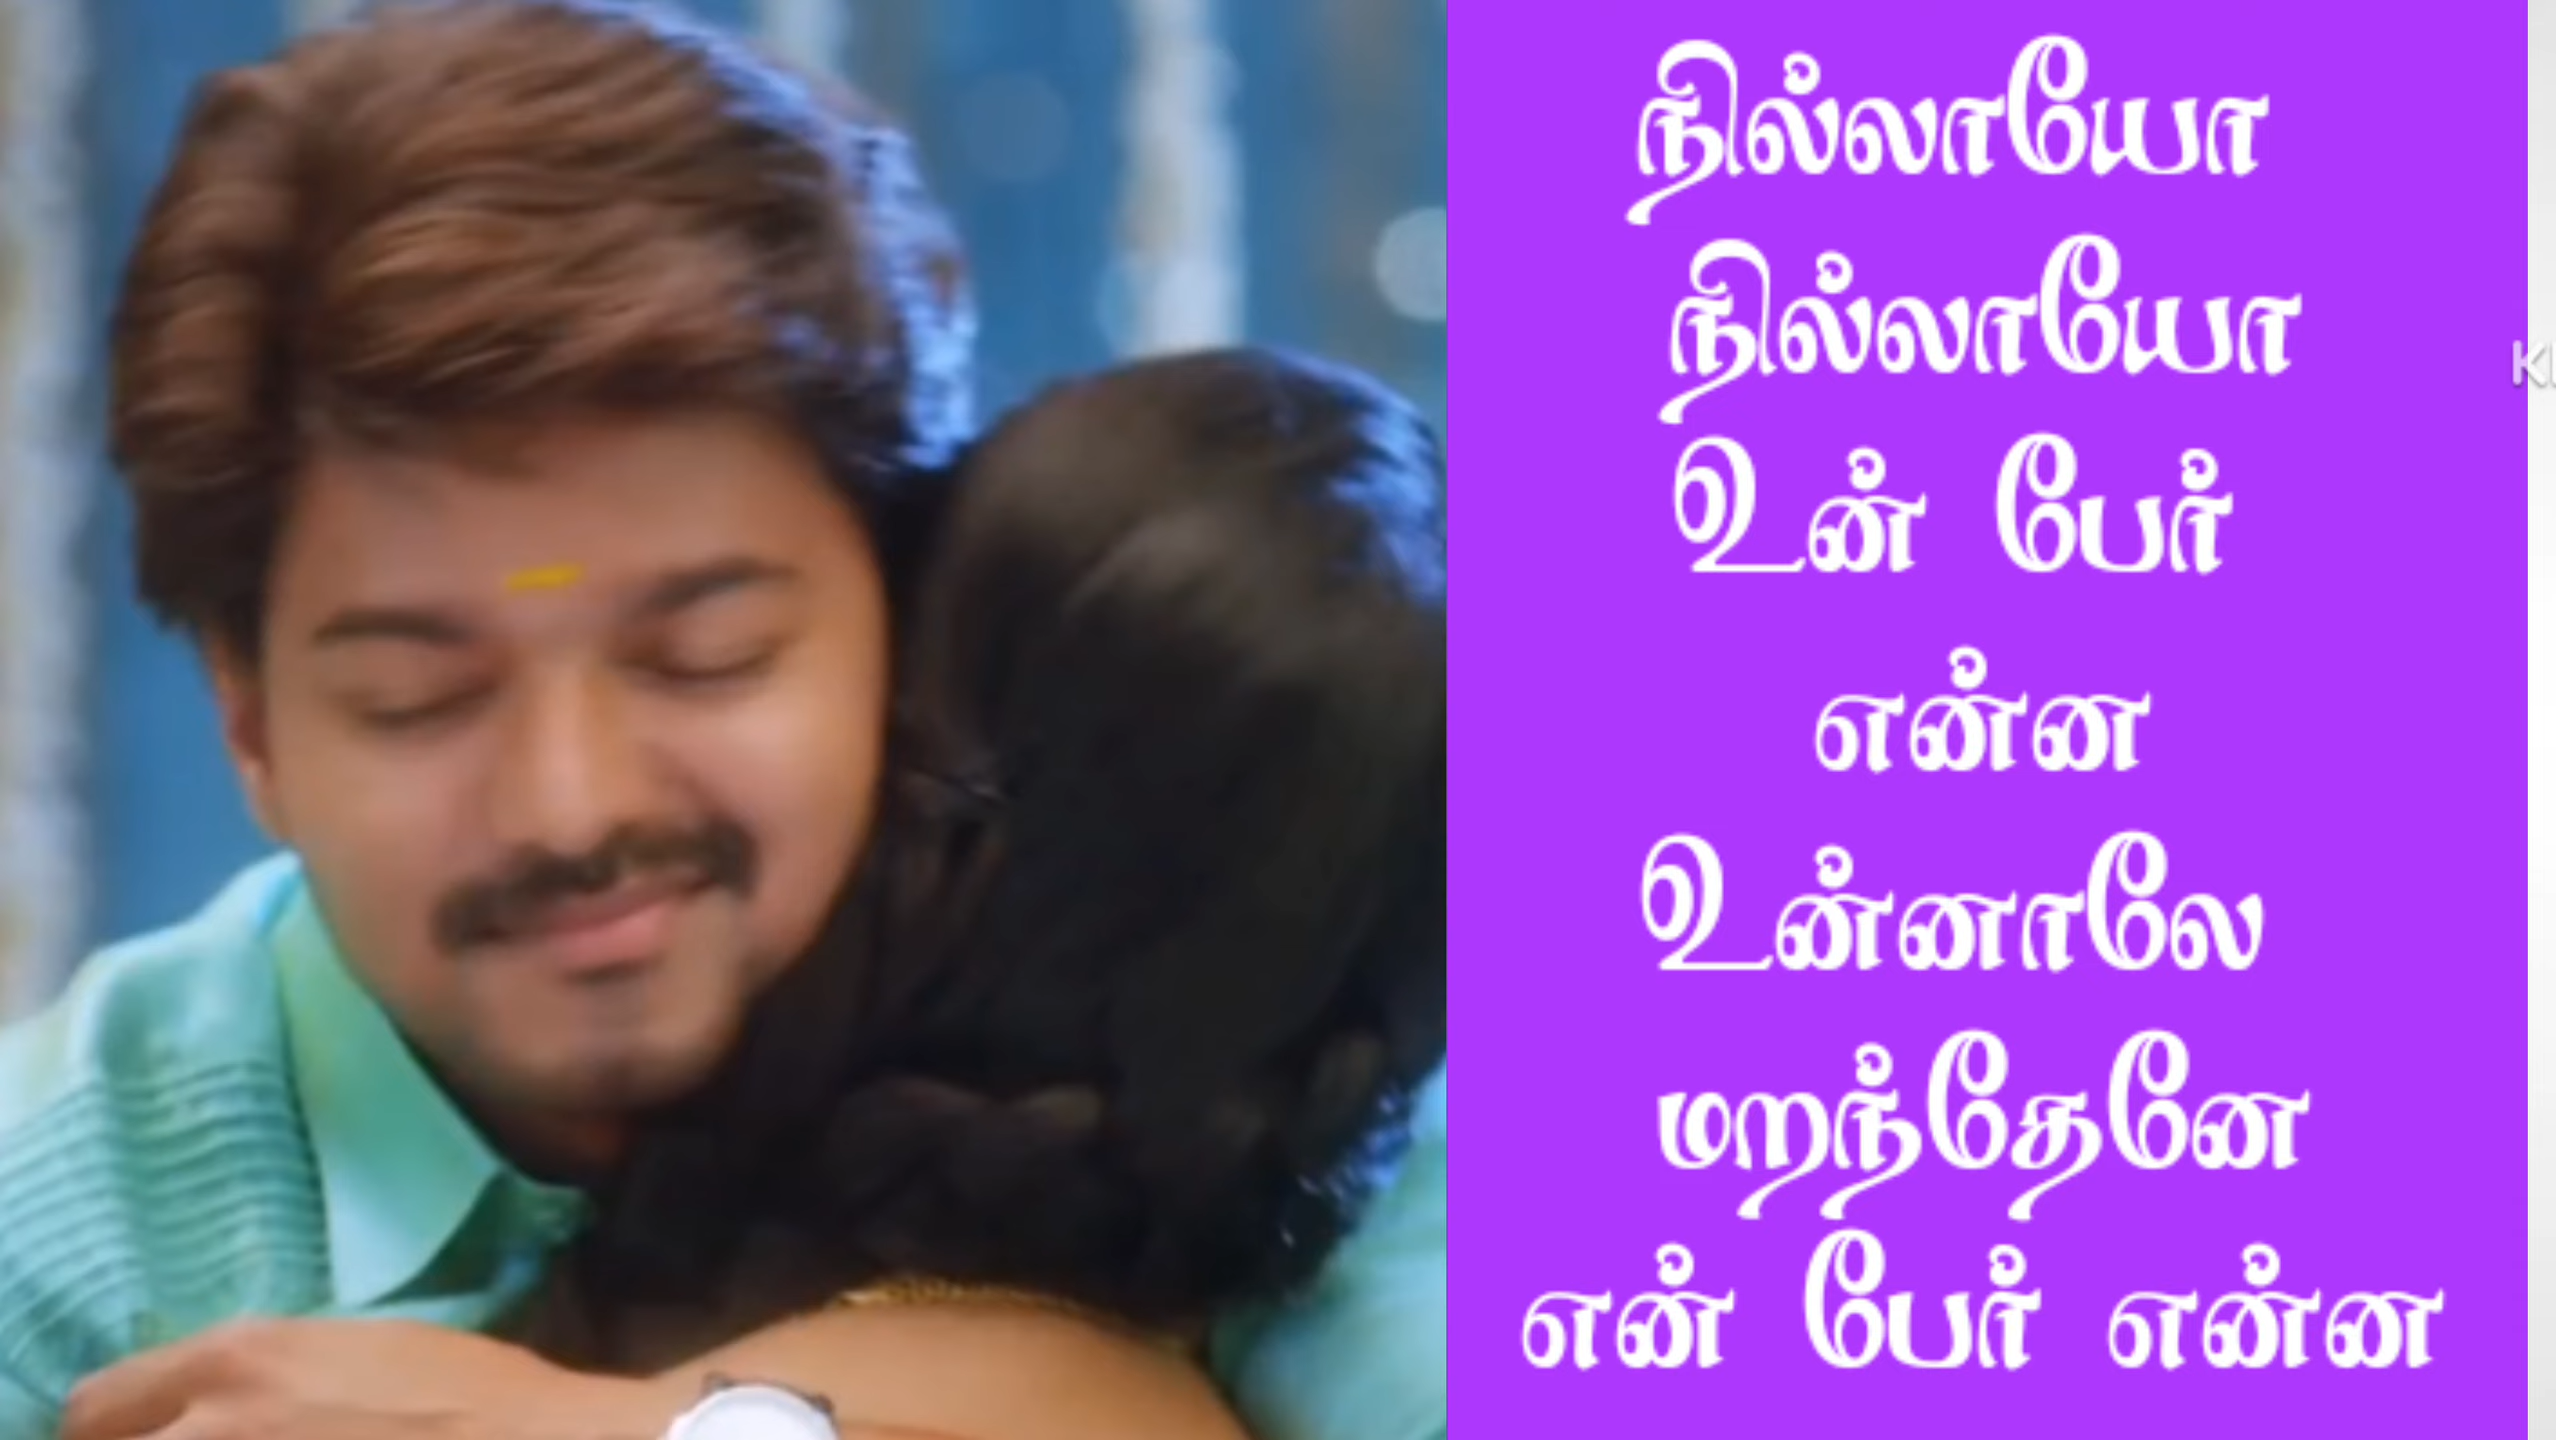 நில்லாயோ
நில்லாயோ
உன் பேர்
என்ன
உன்னாலே
மறந்தேனே
என் பேர் என்ன